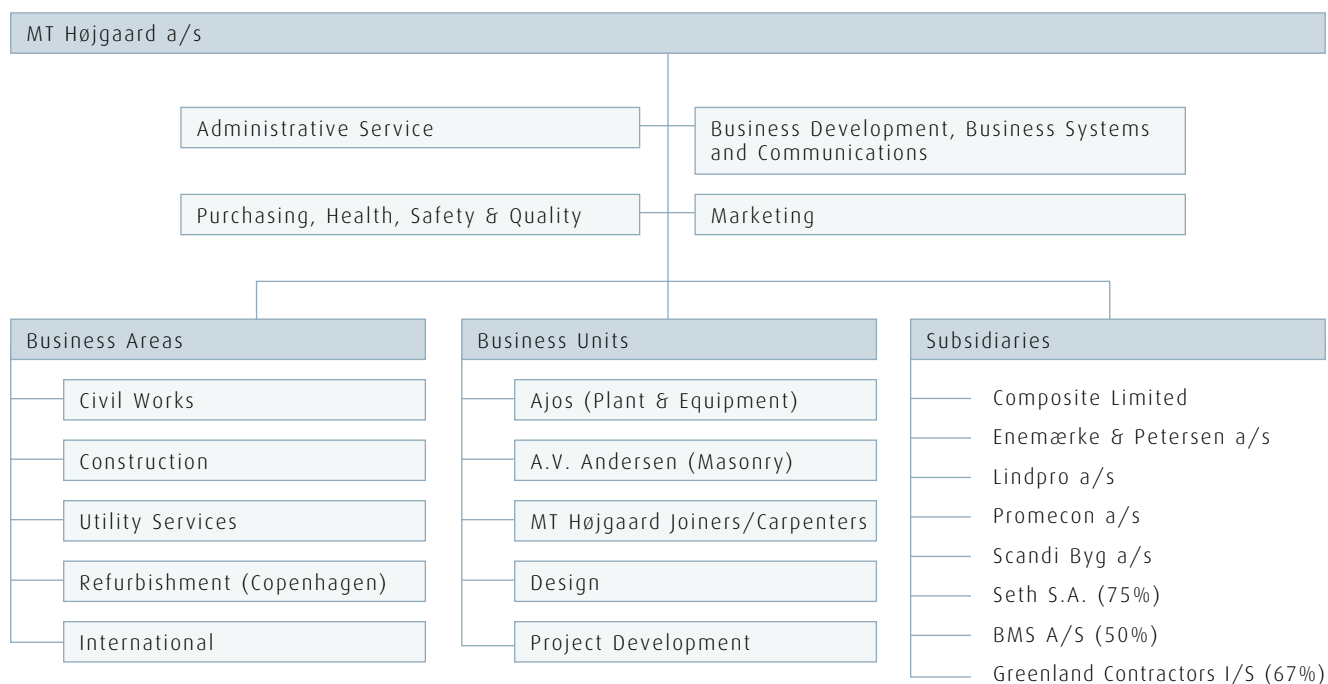 MT Højgaard a/s
Administrative Service
Business Development, Business Systems
and Communications
Purchasing, Health, Safety & Quality
Marketing
Business Areas
Civil Works
Construction
Utility Services
Refurbishment (Copenhagen)
International
Business Units
Ajos (Plant & Equipment)
A.V. Andersen (Masonry)
MT Højgaard Joiners/Carpenters
Design
Project Development
Subsidiaries
Composite Limited
Enemærke & Petersen a/s
Lindpro a/s
Promecon a/s
Scandi Byg a/s
Seth S.A. (75%)
BMS A/S (50%)
Greenland Contractors I/S (67%)